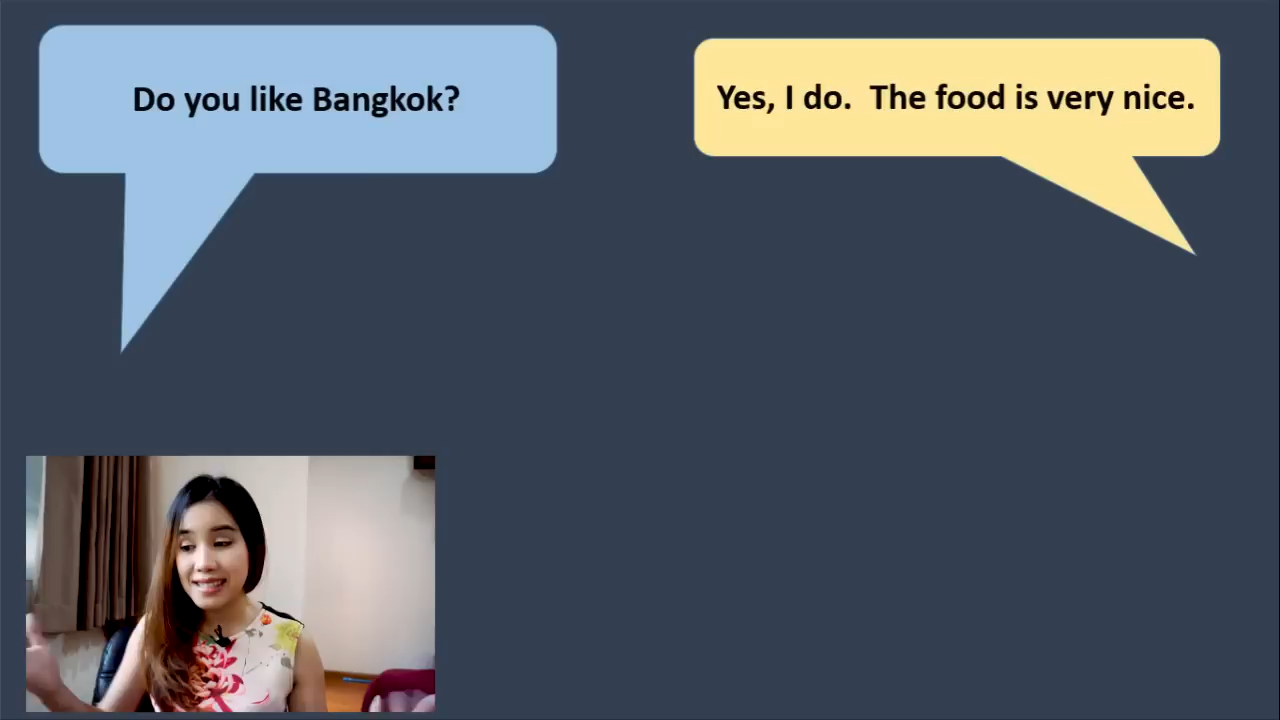 Do you like Bangkok?
Yes, I do.  The food is very nice.